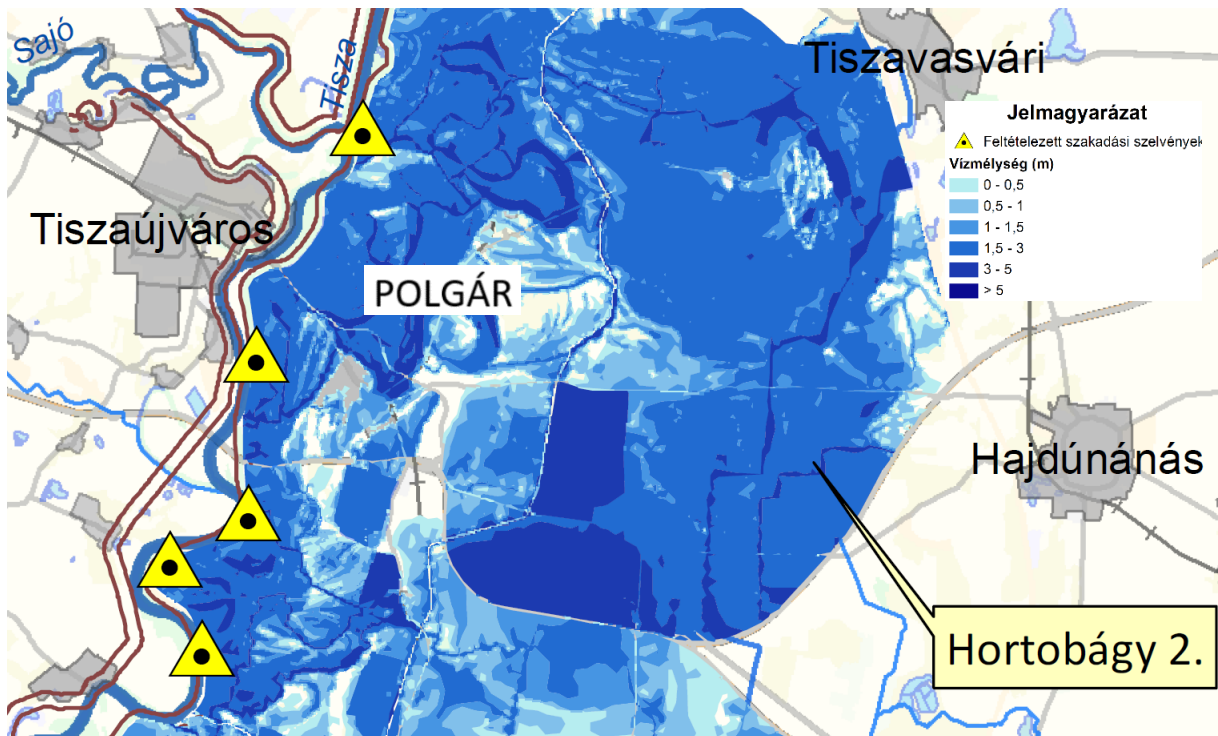 Sajó
Tisza
Tiszavasvári
Jelmagyarázat
Feltételezett szakadási szelvények
Vízmélység (m)
0 - 0,5
0,5 - 1
1 - 1,5
1,5 - 3
3 - 5
> 5
Tiszaújváros
POLGÁR
Hajdúnánás
Hortobágy 2.